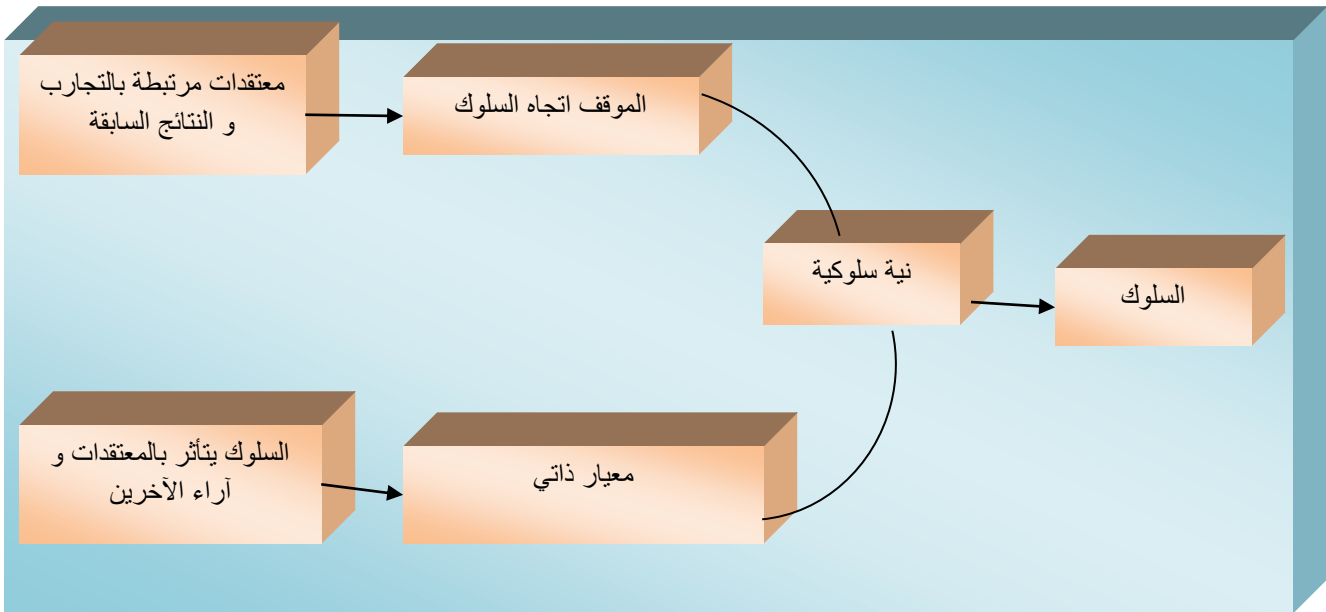 معتقدات مرتبطة بالتجارب
و النتائج السابقة
الموقف اتجاه السلوك
نية سلوكية
السلوك
السلوك يتأثر بالمعتقدات و
آراء الآخرين
معيار ذاتي